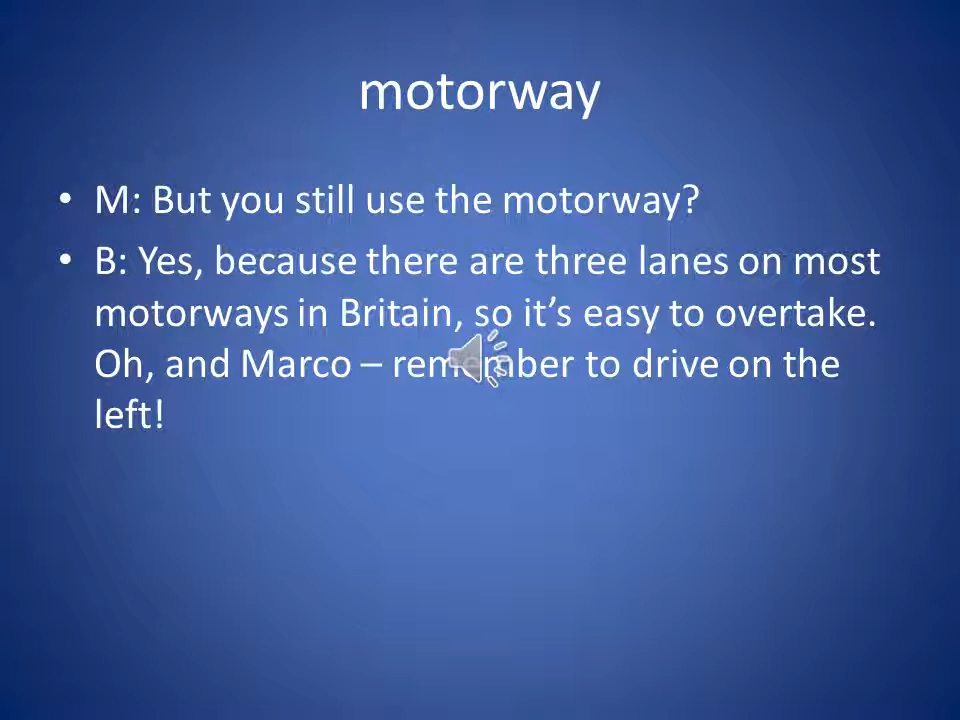 motorway
• M: But you still use the motorway?
• B: Yes, because there are three lanes on most
motorways in Britain, so it’s easy to overtake.
Oh, and Marco – remember to drive on the
left!